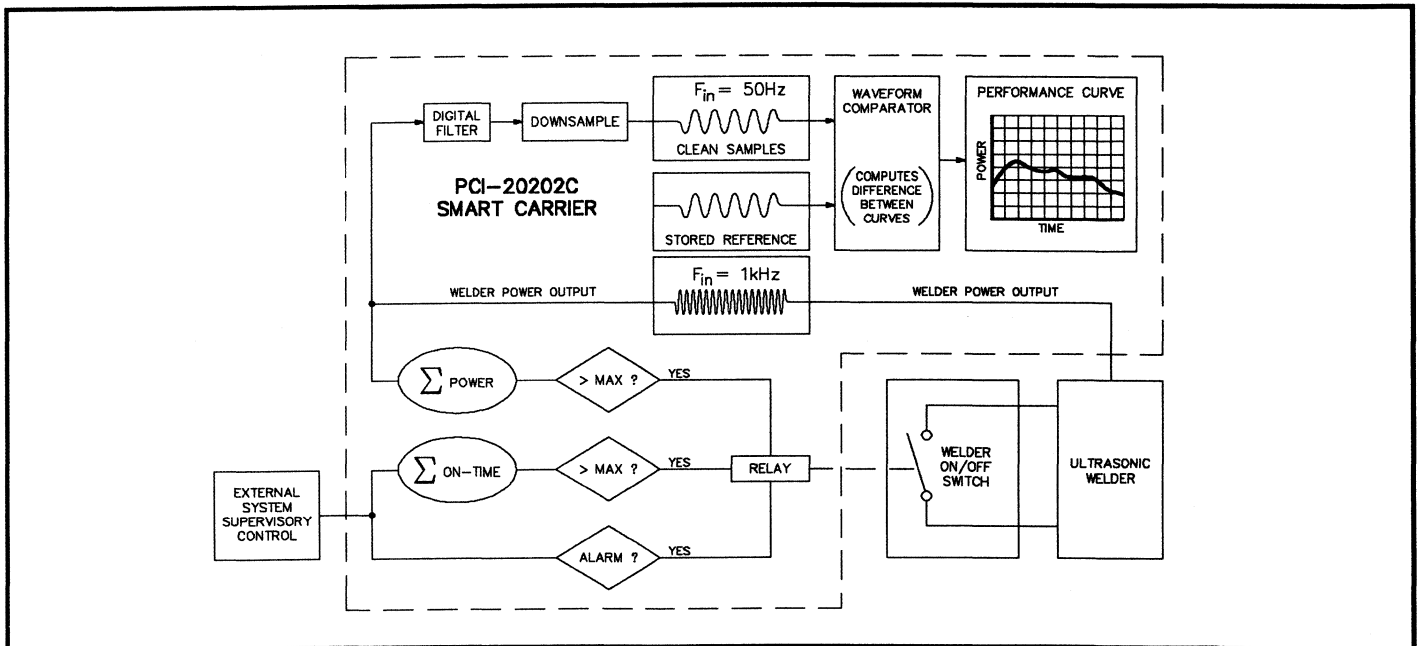 F_in = 50Hz
CLEAN SAMPLES
DIGITAL
FILTER
DOWNSAMPLE
WAVEFORM
COMPARATOR
(COMPUTES
DIFFERENCE
BETWEEN
CURVES)
PERFORMANCE CURVE
POWER
TIME
PCI-20202C
SMART CARRIER
STORED REFERENCE
F_in = 1kHz
WELDER POWER OUTPUT
WELDER POWER OUTPUT
Σ POWER
> MAX ?
YES
Σ ON-TIME
> MAX ?
YES
RELAY
WELDER
ON/OFF
SWITCH
ULTRASONIC
WELDER
EXTERNAL
SYSTEM
SUPERVISORY
CONTROL
ALARM ?
YES